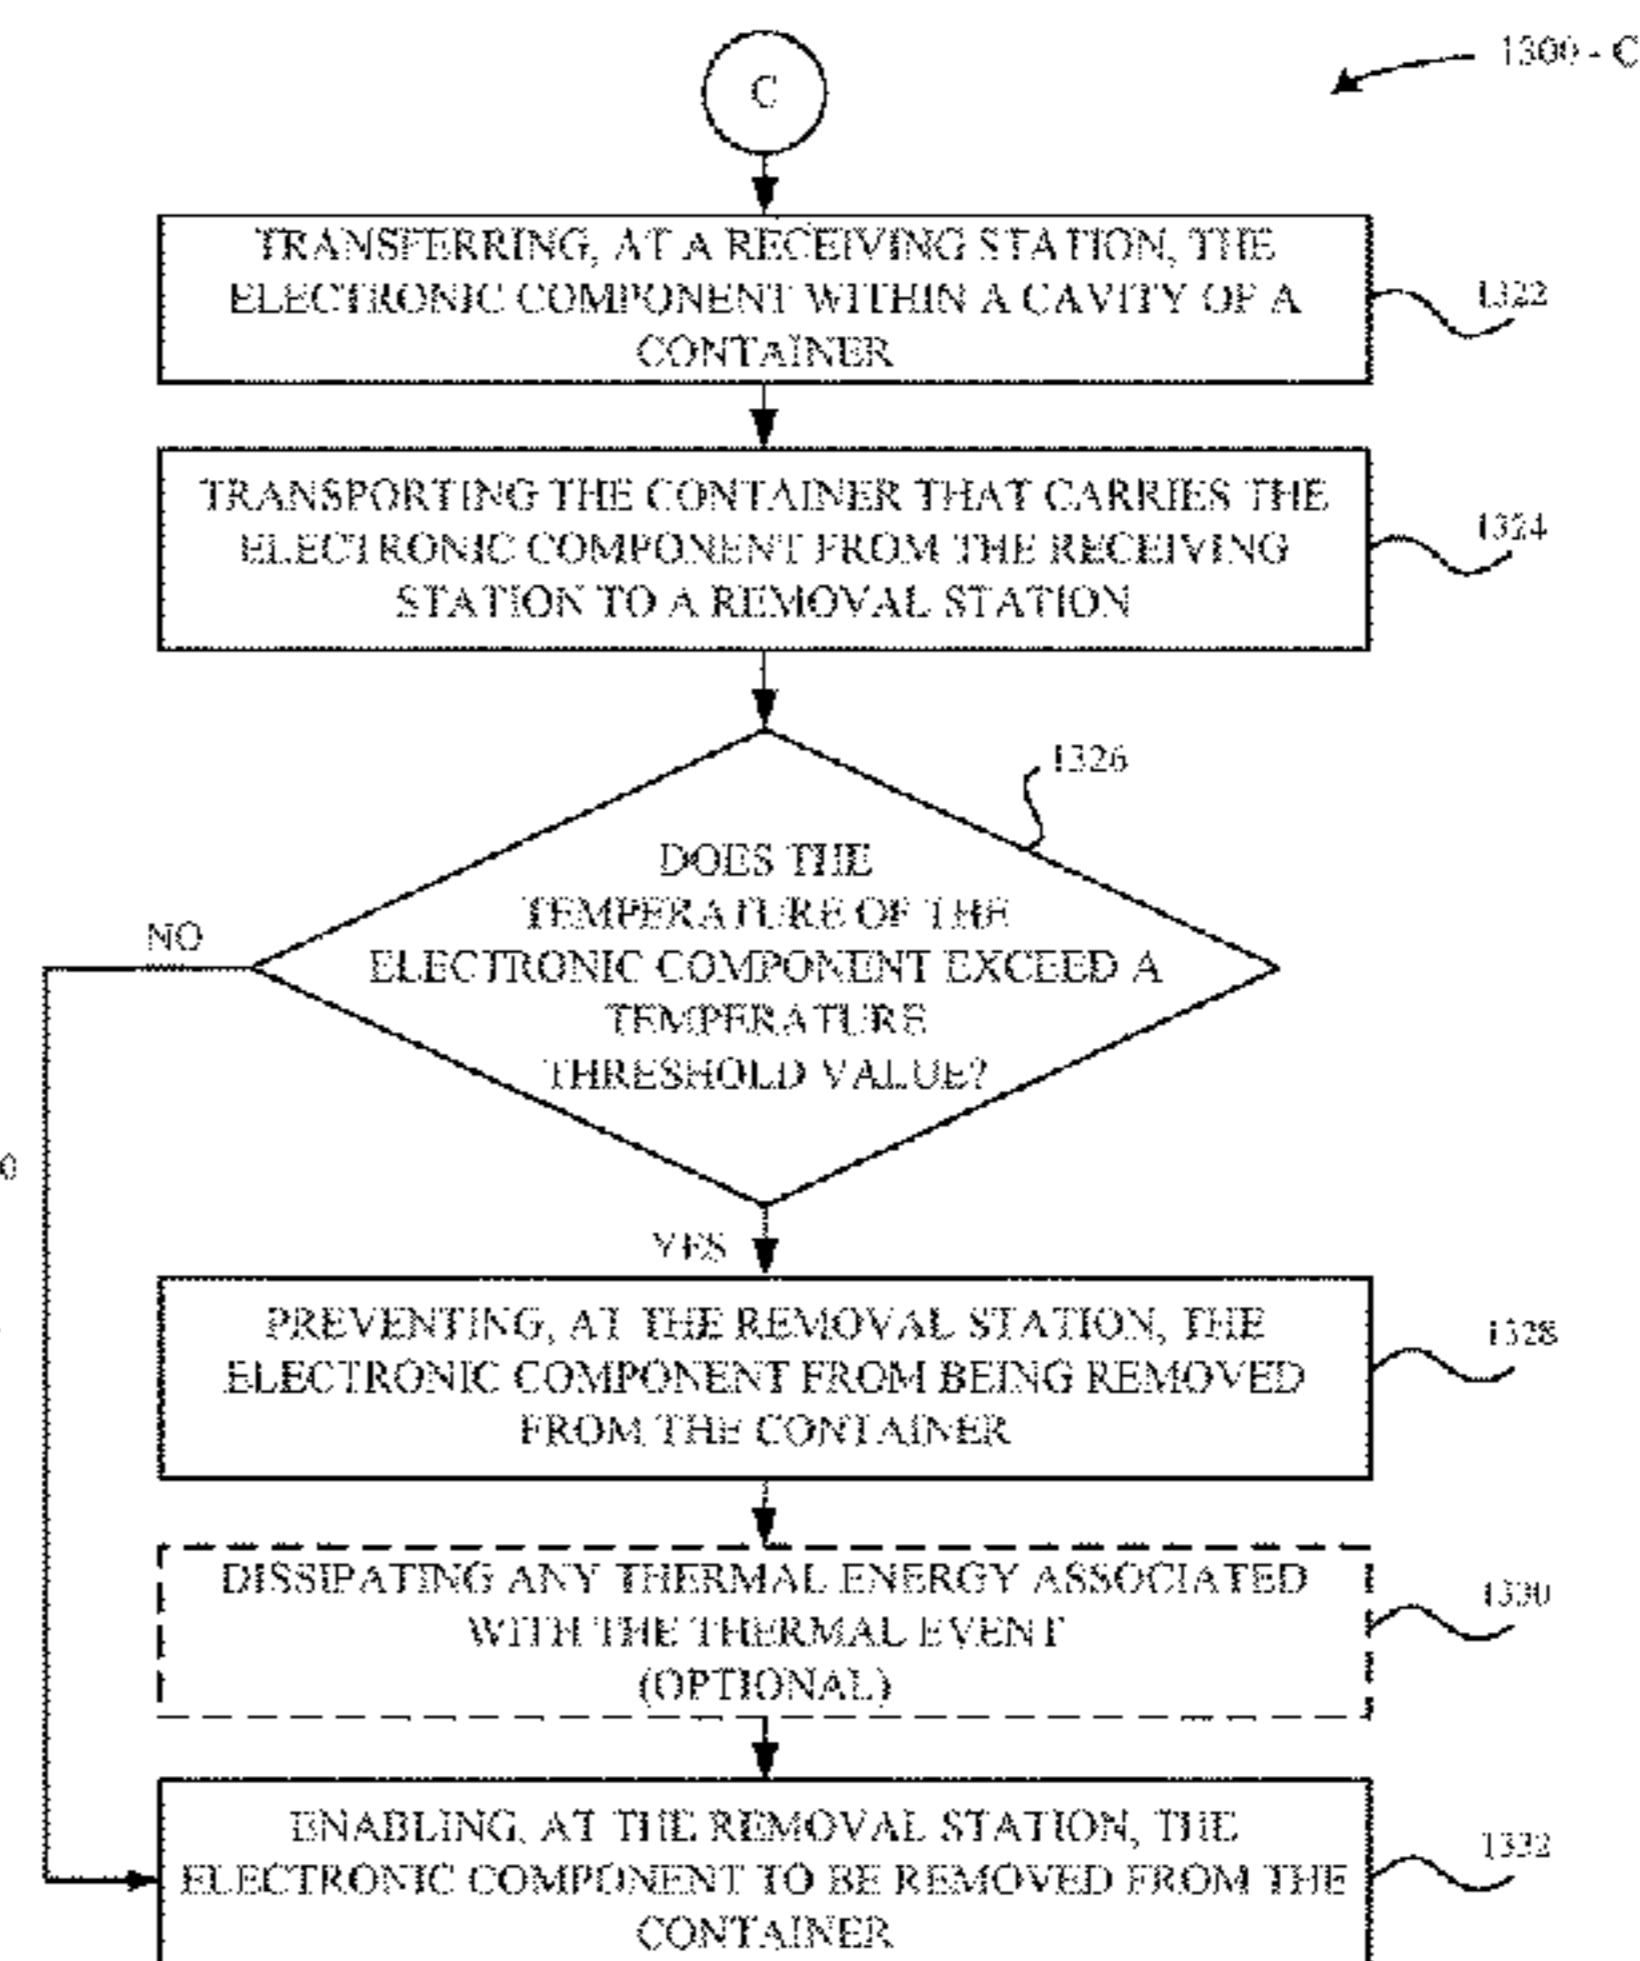 1300 - C
C
TRANSFERRING, AT A RECEIVING STATION, THE
ELECTRONIC COMPONENT WITHIN A CAVITY OF A
CONTAINER
1322
TRANSPORTING THE CONTAINER THAT CARRIES THE
ELECTRONIC COMPONENT FROM THE RECEIVING
STATION TO A REMOVAL STATION
1324
1326
DOES THE
TEMPERATURE OF THE
ELECTRONIC COMPONENT EXCEED A
TEMPERATURE
THRESHOLD VALUE?
NO
0
YES
PREVENTING, AT THE REMOVAL STATION, THE
ELECTRONIC COMPONENT FROM BEING REMOVED
FROM THE CONTAINER
1328
DISSIPATING ANY THERMAL ENERGY ASSOCIATED
WITH THE THERMAL EVENT
(OPTIONAL)
1330
ENABLING, AT THE REMOVAL STATION, THE
ELECTRONIC COMPONENT TO BE REMOVED FROM THE
CONTAINER
1332